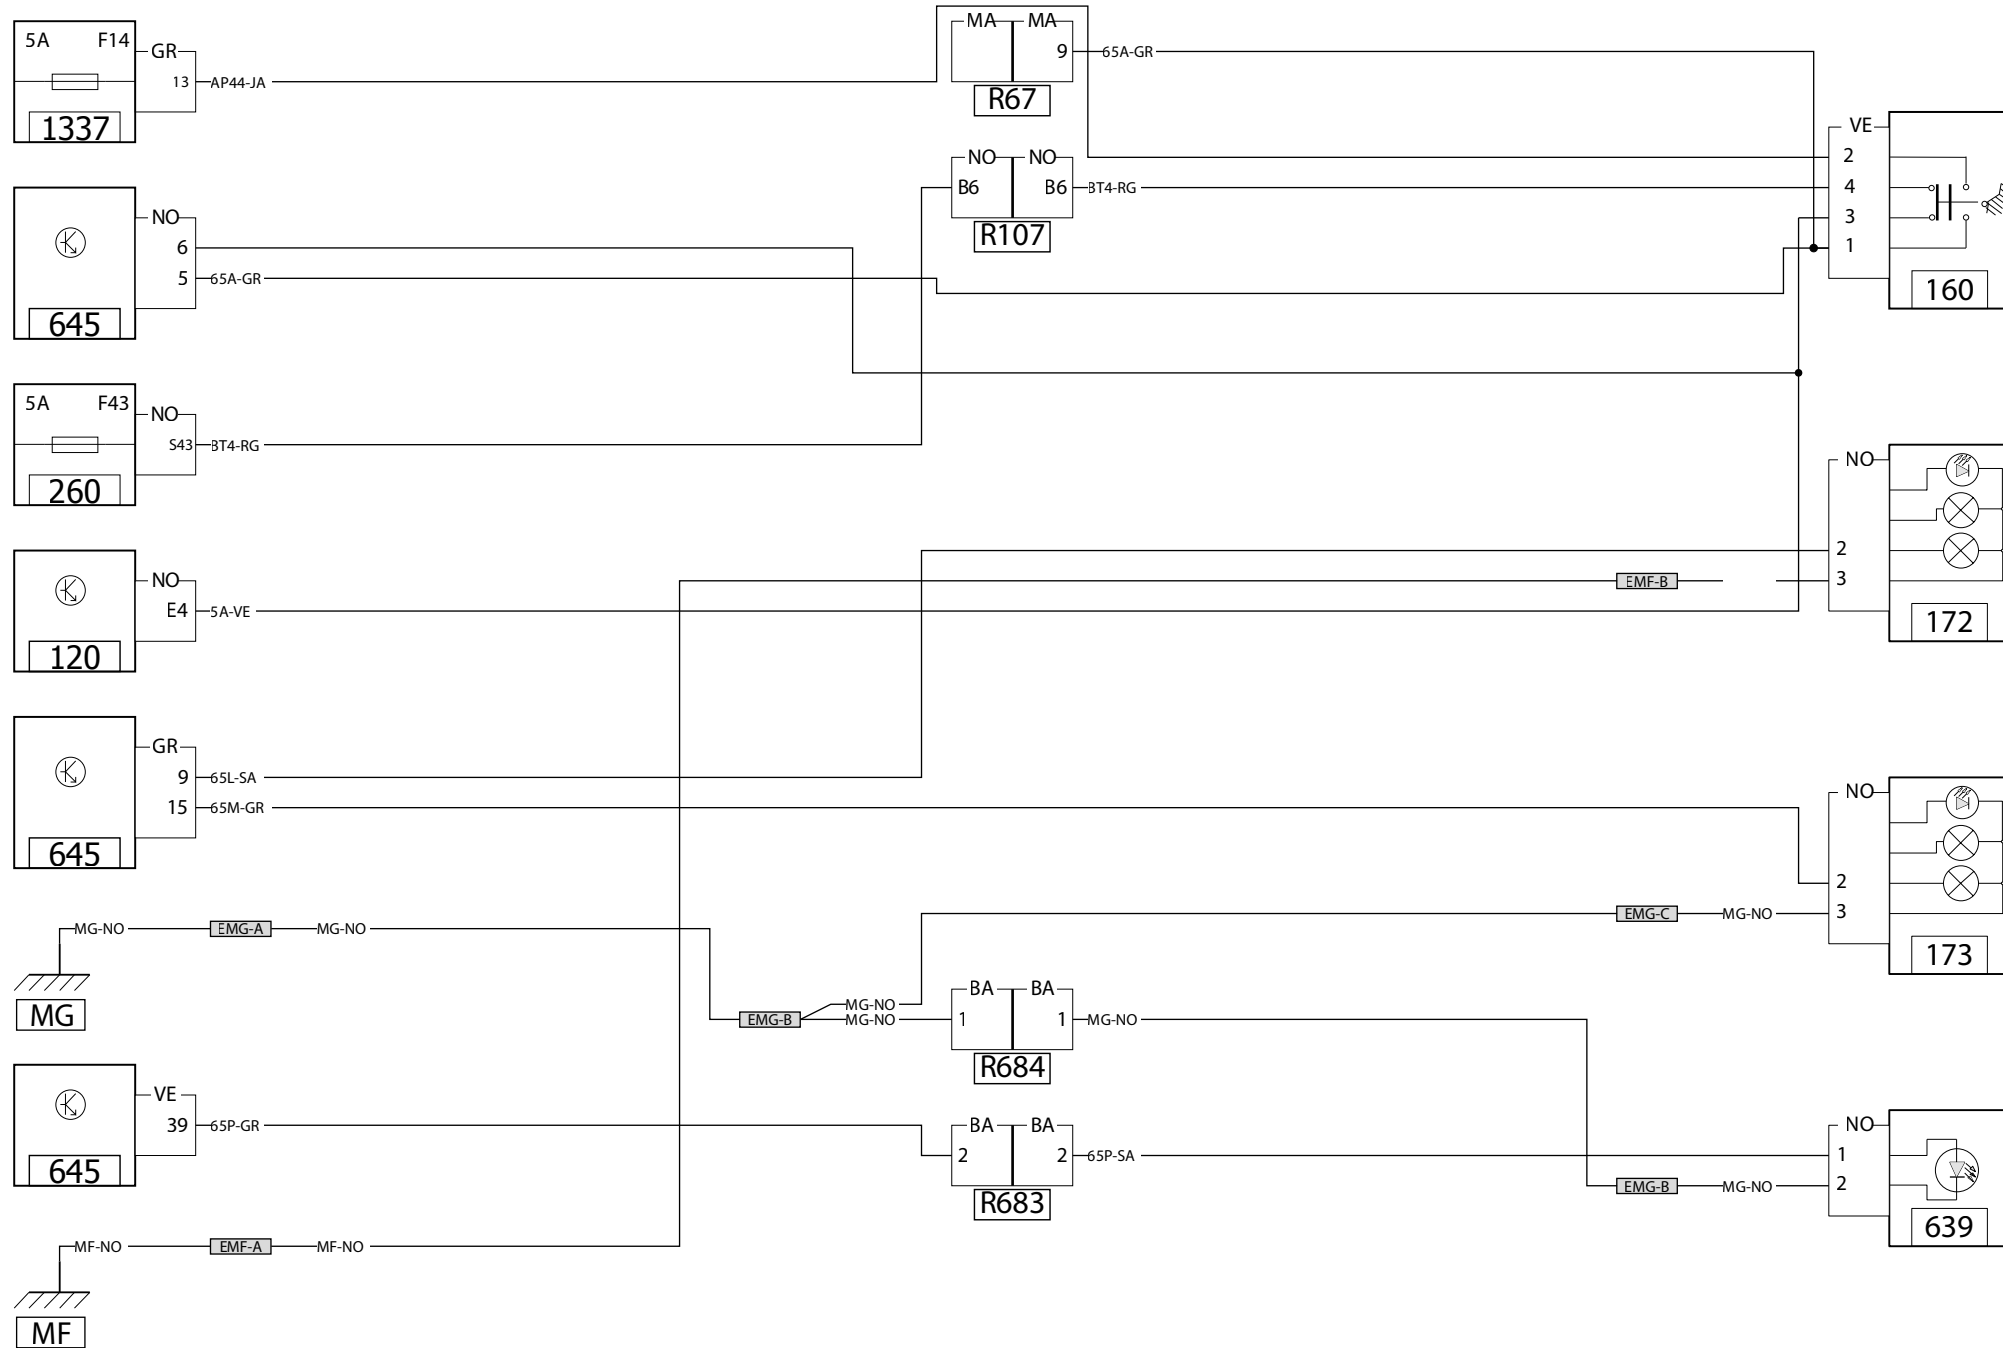 5A F14
GR
13 AP44-JA
1337
MA MA
9 65A-GR
R67
NO NO
B6 B6 BT4-RG
R107
VE
2
4
3
1
160
NO
6
5 65A-GR
645
5A F43
NO
S43 BT4-RG
260
NO
2
3
EMF-B
172
NO
E4 5A-VE
120
GR
9 65L-SA
15 65M-GR
645
NO
2
EMG-C MG-NO 3
173
MG-NO EMG-A MG-NO
MG
EMG-B MG-NO
MG-NO
BA BA
1 1 MG-NO
R684
VE
39 65P-GR
645
BA BA
2 2 65P-SA
R683
NO
1
EMG-B MG-NO 2
639
MF-NO EMF-A MF-NO
MF